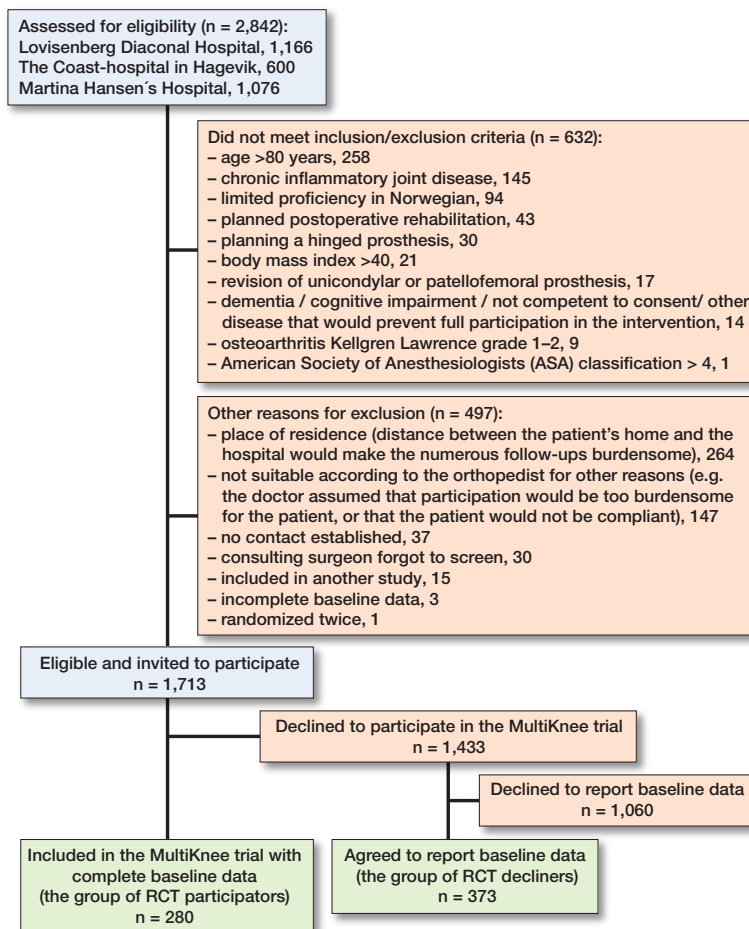 Assessed for eligibility (n = 2,842):
Lovisenberg Diaconal Hospital, 1,166
The Coast-hospital in Hagevik, 600
Martina Hansen´s Hospital, 1,076
Did not meet inclusion/exclusion criteria (n = 632):
– age >80 years, 258
– chronic inflammatory joint disease, 145
– limited proficiency in Norwegian, 94
– planned postoperative rehabilitation, 43
– planning a hinged prosthesis, 30
– body mass index >40, 21
– revision of unicondylar or patellofemoral prosthesis, 17
– dementia / cognitive impairment / not competent to consent/ other
disease that would prevent full participation in the intervention, 14
– osteoarthritis Kellgren Lawrence grade 1–2, 9
– American Society of Anesthesiologists (ASA) classification > 4, 1
Other reasons for exclusion (n = 497):
– place of residence (distance between the patient’s home and the
hospital would make the numerous follow-ups burdensome), 264
– not suitable according to the orthopedist for other reasons (e.g.
the doctor assumed that participation would be too burdensome
for the patient, or that the patient would not be compliant), 147
– no contact established, 37
– consulting surgeon forgot to screen, 30
– included in another study, 15
– incomplete baseline data, 3
– randomized twice, 1
Eligible and invited to participate
n = 1,713
Declined to participate in the MultiKnee trial
n = 1,433
Declined to report baseline data
n = 1,060
Included in the MultiKnee trial with
complete baseline data
(the group of RCT participators)
n = 280
Agreed to report baseline data
(the group of RCT decliners)
n = 373